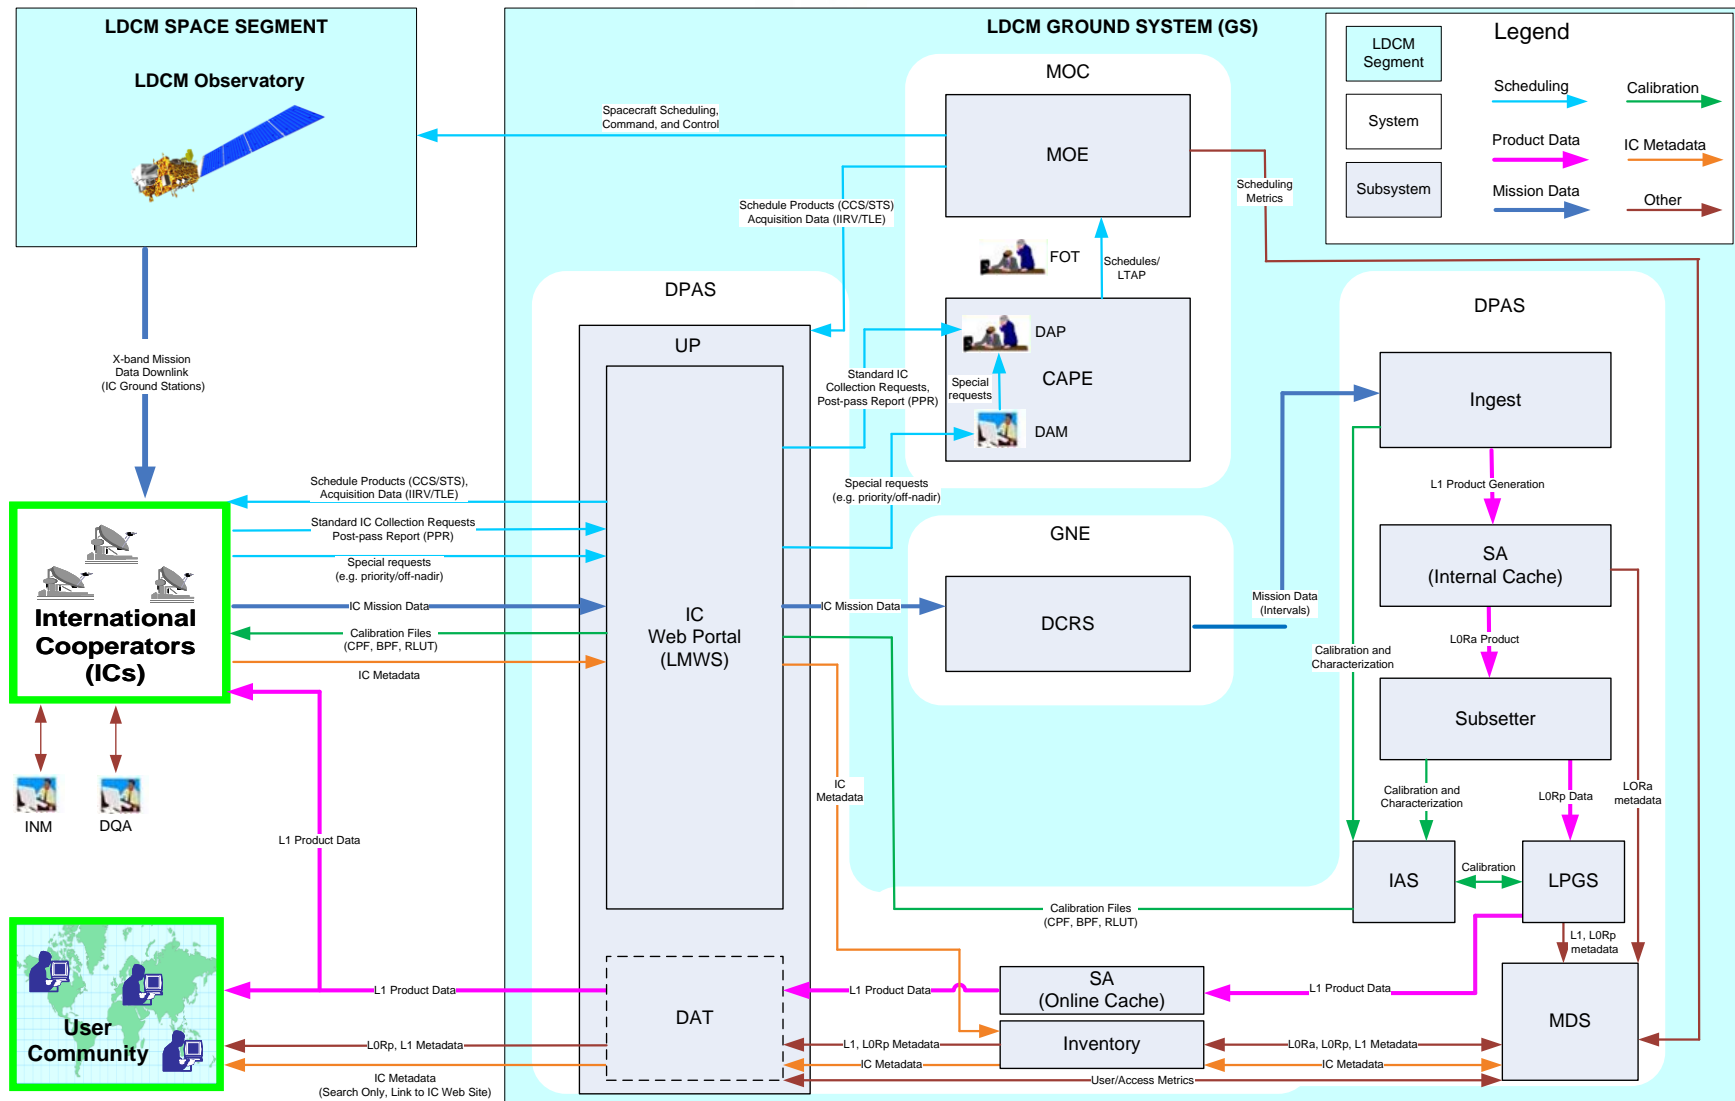 LDCM SPACE SEGMENT
LDCM Observatory
LDCM GROUND SYSTEM (GS)
Legend
LDCM
Segment
System
Subsystem
Scheduling
Calibration
Product Data
IC Metadata
Mission Data
Other
MOC
MOE
Spacecraft Scheduling,
Command, and Control
Scheduling
Metrics
Schedule Products (CCS/STS)
Acquisition Data (IIRV/TLE)
FOT
Schedules/
LTAP
DPAS
UP
DAP
CAPE
Special
requests
DAM
Standard IC
Collection Requests,
Post-pass Report (PPR)
Special requests
(e.g. priority/off-nadir)
DPAS
Ingest
L1 Product Generation
SA
(Internal Cache)
Mission Data
(Intervals)
L0Ra Product
Calibration and
Characterization
Subsetter
Calibration and
Characterization
L0Rp Data
LORa
metadata
IAS
Calibration
LPGS
L1, L0Rp
metadata
MDS
X-band Mission
Data Downlink
(IC Ground Stations)
Schedule Products (CCS/STS),
Acquisition Data (IIRV/TLE)
Standard IC Collection Requests
Post-pass Report (PPR)
Special requests
(e.g. priority/off-nadir)
IC Mission Data
Calibration Files
(CPF, BPF, RLUT)
IC Metadata
International
Cooperators
(ICs)
INM
DQA
L1 Product Data
IC
Web Portal
(LMWS)
IC Mission Data
GNE
DCRS
IC
Metadata
Calibration Files
(CPF, BPF, RLUT)
User
Community
L1 Product Data
L0Rp, L1 Metadata
IC Metadata
(Search Only, Link to IC Web Site)
DAT
L1 Product Data
SA
(Online Cache)
L1 Product Data
L1, L0Rp Metadata
Inventory
L0Ra, L0Rp, L1 Metadata
IC Metadata
IC Metadata
User/Access Metrics